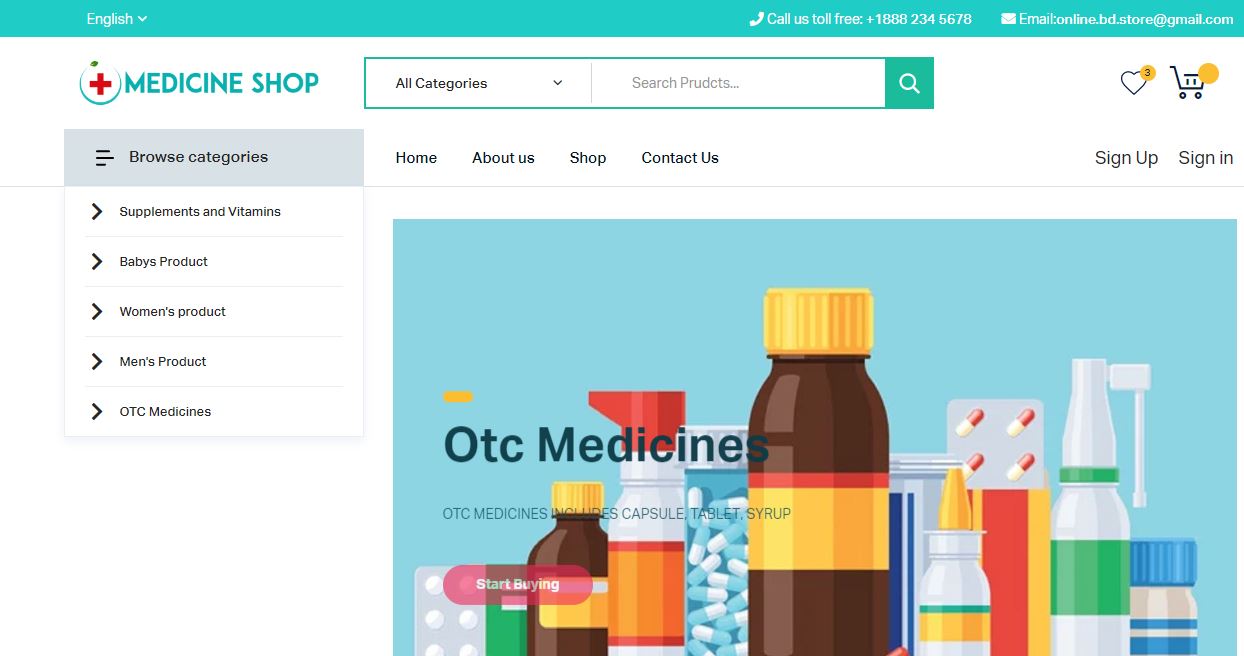 English
Call us toll free: +1888 234 5678
Email:online.bd.store@gmail.com
MEDICINE SHOP
All Categories
Search Prudcts...
3
Browse categories
Home
About us
Shop
Contact Us
Sign Up
Sign in
Supplements and Vitamins
Babys Product
Women's product
Men's Product
OTC Medicines
Otc Medicines
OTC MEDICINES INCLUDES CAPSULE, TABLET, SYRUP
Start Buying